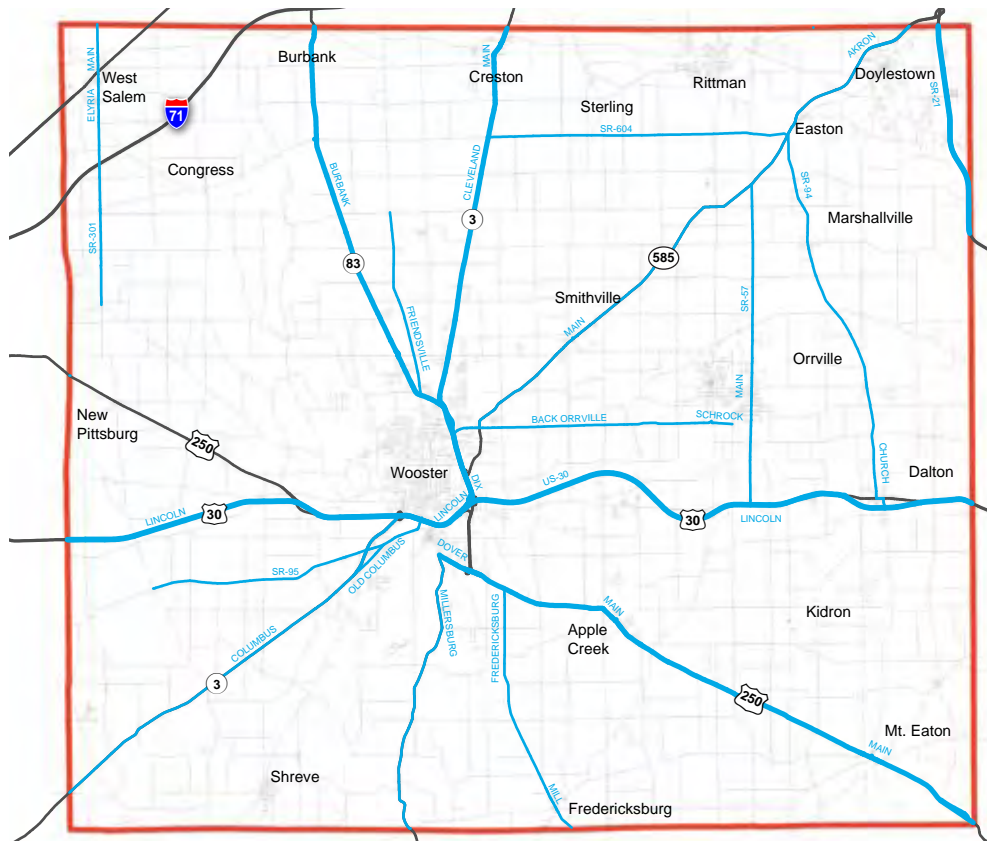 AKRON
Burbank
MAIN
MAIN
Creston
West
Salem
Rittman
Doylestown
SR-21
ELYRIA
71
Sterling
SR-604
Easton
Congress
BURBANK
CLEVELAND
SR-94
3
Marshallville
SR-301
83
585
Smithville
SR-57
FRIENDSVILLE
MAIN
Orrville
MAIN
New
Pittsburg
BACK ORRVILLE
SCHROCK
250
Wooster
DIX
US-30
CHURCH
Dalton
LINCOLN
30
LINCOLN
30
LINCOLN
DOVER
SR-95
OLD COLUMBUS
MILLERSBURG
FREDERICKSBURG
MAIN
Kidron
Apple
Creek
COLUMBUS
3
250
Mt. Eaton
MAIN
Shreve
MILL
Fredericksburg